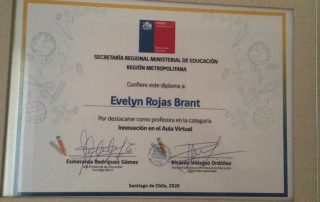 SECRETARÍA REGIONAL MINISTERIAL DE EDUCACIÓN
REGIÓN METROPOLITANA
Confiere este diploma a:
Evelyn Rojas Brant
Por destacarse como profesora en la categoría
Innovación en el Aula Virtual
Esmeralda Rodríguez Gómez
Ricardo Villegas Ordóñez
Santiago de Chile, 2020